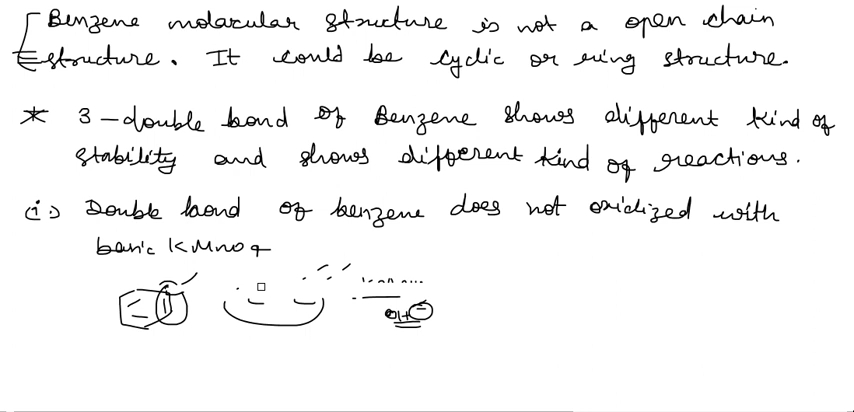 Benzene molacular structure is not a open chain
structure. It could be cyclic or ring structure.
* 3-double bond of Benzene shows different kind of
stability and shows different kind of reactions.
(i) Double bond of benzene does not oxidized with
basic KMno4
OH-